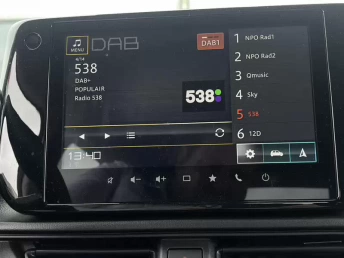 MENU
DAB
DAB1
4/14
538
DAB+
POPULAIR
Radio 538
538
1 NPO Rad1
2 NPO Rad2
3 Qmusic
4 Sky
5 538
6 12D
13:40